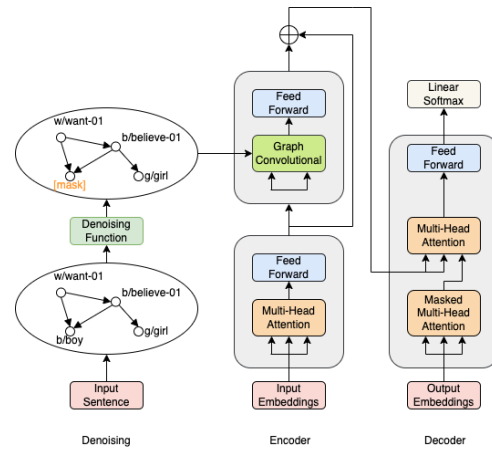 w/want-01
b/believe-01
[mask]
g/girl
Denoising
Function
w/want-01
b/believe-01
b/boy
g/girl
Input
Sentence
Denoising
Feed
Forward
Graph
Convolutional
Feed
Forward
Multi-Head
Attention
Input
Embeddings
Encoder
Linear
Softmax
Feed
Forward
Multi-Head
Attention
Masked
Multi-Head
Attention
Output
Embeddings
Decoder